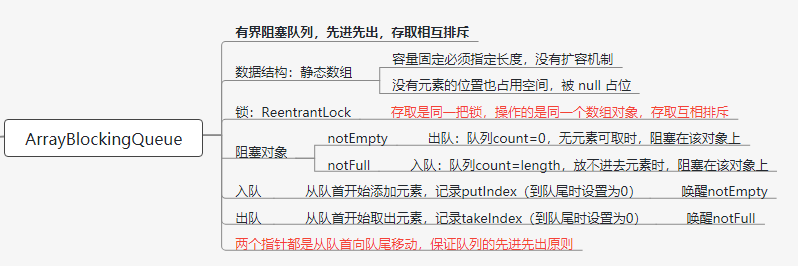 ArrayBlockingQueue
有界阻塞队列，先进先出，存取相互排斥
数据结构：静态数组
容量固定必须指定长度，没有扩容机制
没有元素的位置也占用空间，被 null 占位
锁：ReentrantLock
存取是同一把锁，操作的是同一个数组对象，存取互相排斥
阻塞对象
notEmpty
出队：队列count=0，无元素可取时，阻塞在该对象上
notFull
入队：队列count=length，放不进去元素时，阻塞在该对象上
入队
从队首开始添加元素，记录putIndex（到队尾时设置为0）
唤醒notEmpty
出队
从队首开始取出元素，记录takeIndex（到队尾时设置为0）
唤醒notFull
两个指针都是从队首向队尾移动，保证队列的先进先出原则